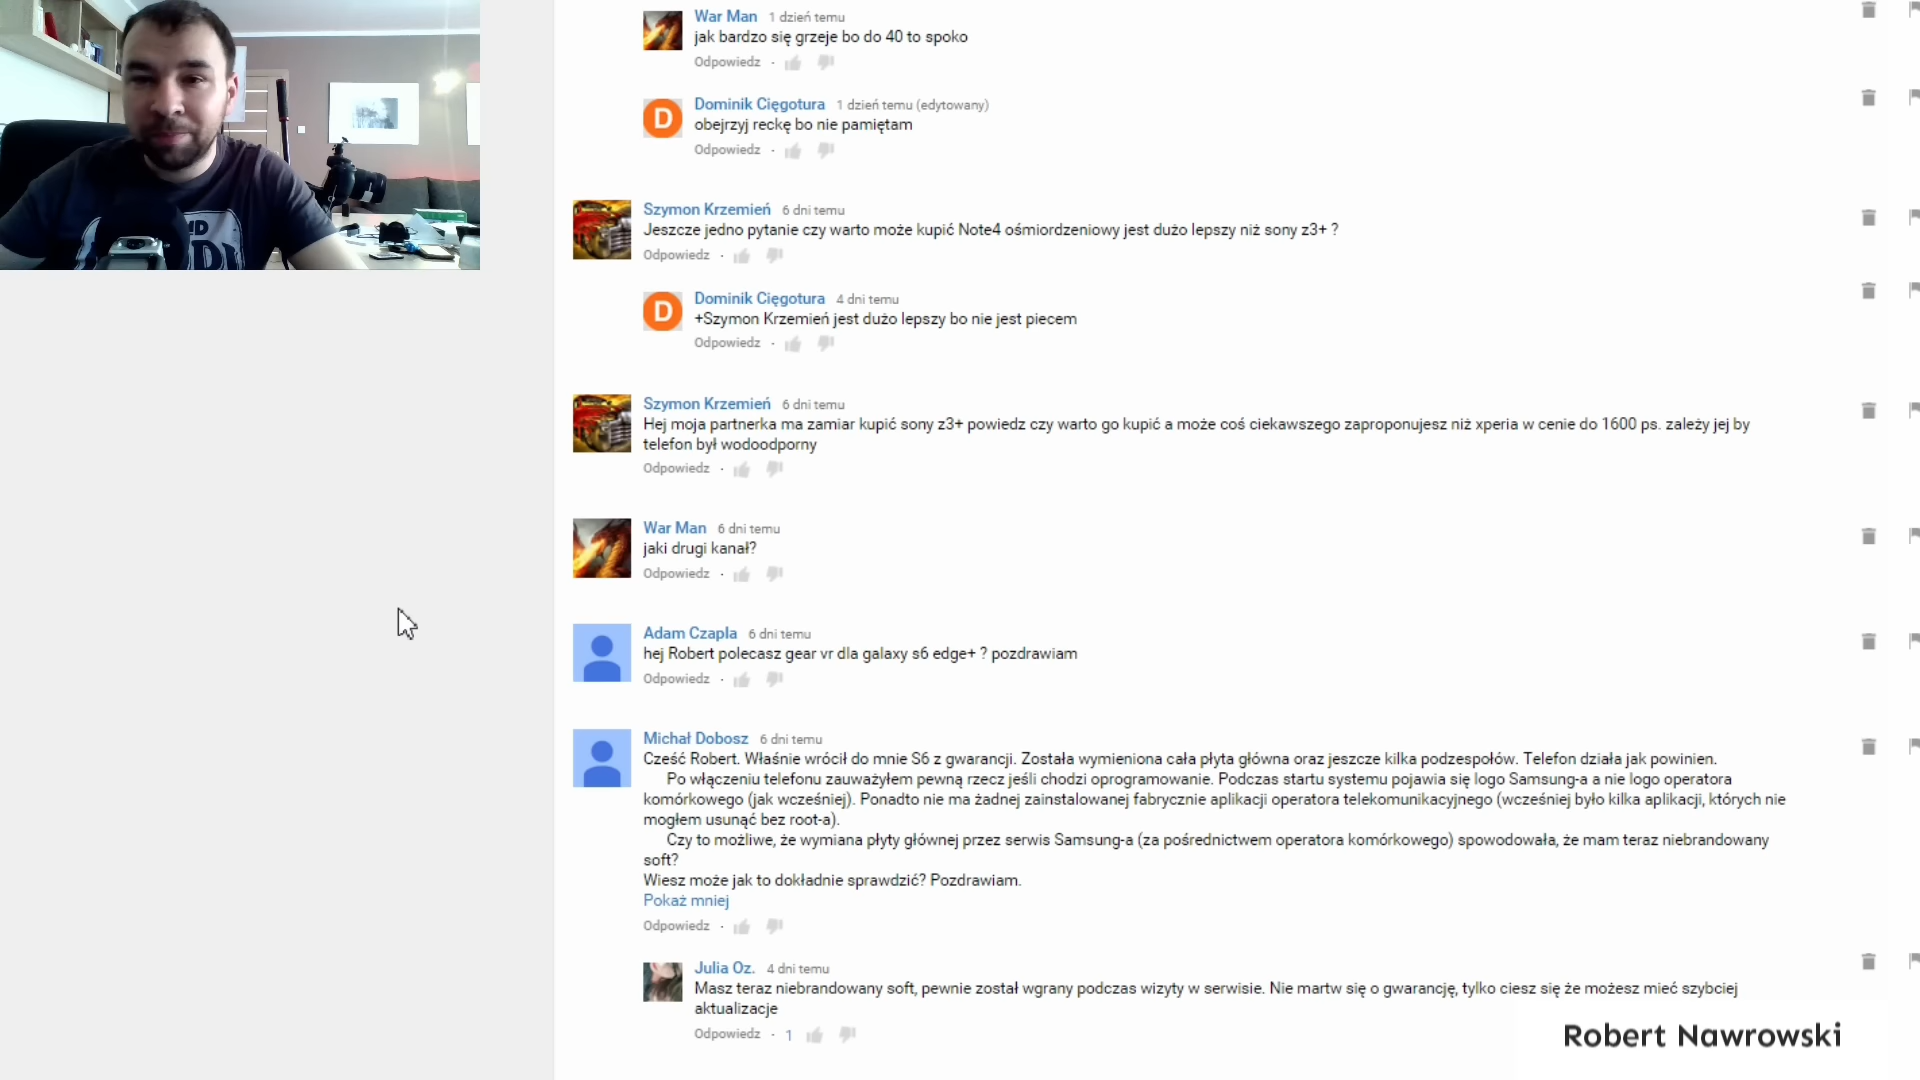 War Man 1 dzień temu
jak bardzo się grzeje bo do 40 to spoko
Odpowiedz ·
D
Dominik Cięgotura 1 dzień temu (edytowany)
obejrzyj reckę bo nie pamiętam
Odpowiedz ·
Szymon Krzemień 6 dni temu
Jeszcze jedno pytanie czy warto może kupić Note4 ośmiordzeniowy jest dużo lepszy niż sony z3+ ?
Odpowiedz ·
D
Dominik Cięgotura 4 dni temu
+Szymon Krzemień jest dużo lepszy bo nie jest piecem
Odpowiedz ·
Szymon Krzemień 6 dni temu
Hej moja partnerka ma zamiar kupić sony z3+ powiedz czy warto go kupić a może coś ciekawszego zaproponujesz niż xperia w cenie do 1600 ps. zależy jej by
telefon był wodoodporny
Odpowiedz ·
War Man 6 dni temu
jaki drugi kanał?
Odpowiedz ·
Adam Czapla 6 dni temu
hej Robert polecasz gear vr dla galaxy s6 edge+ ? pozdrawiam
Odpowiedz ·
Michał Dobosz 6 dni temu
Cześć Robert. Właśnie wrócił do mnie S6 z gwarancji. Została wymieniona cała płyta główna oraz jeszcze kilka podzespołów. Telefon działa jak powinien.
Po włączeniu telefonu zauważyłem pewną rzecz jeśli chodzi oprogramowanie. Podczas startu systemu pojawia się logo Samsung-a a nie logo operatora
komórkowego (jak wcześniej). Ponadto nie ma żadnej zainstalowanej fabrycznie aplikacji operatora telekomunikacyjnego (wcześniej było kilka aplikacji, których nie
mogłem usunąć bez root-a).
Czy to możliwe, że wymiana płyty głównej przez serwis Samsung-a (za pośrednictwem operatora komórkowego) spowodowała, że mam teraz niebrandowany
soft?
Wiesz może jak to dokładnie sprawdzić? Pozdrawiam.
Pokaż mniej
Odpowiedz ·
Julia Oz. 4 dni temu
Masz teraz niebrandowany soft, pewnie został wgrany podczas wizyty w serwisie. Nie martw się o gwarancję, tylko ciesz się że możesz mieć szybciej
aktualizacje
Odpowiedz · 1
Robert Nawrowski